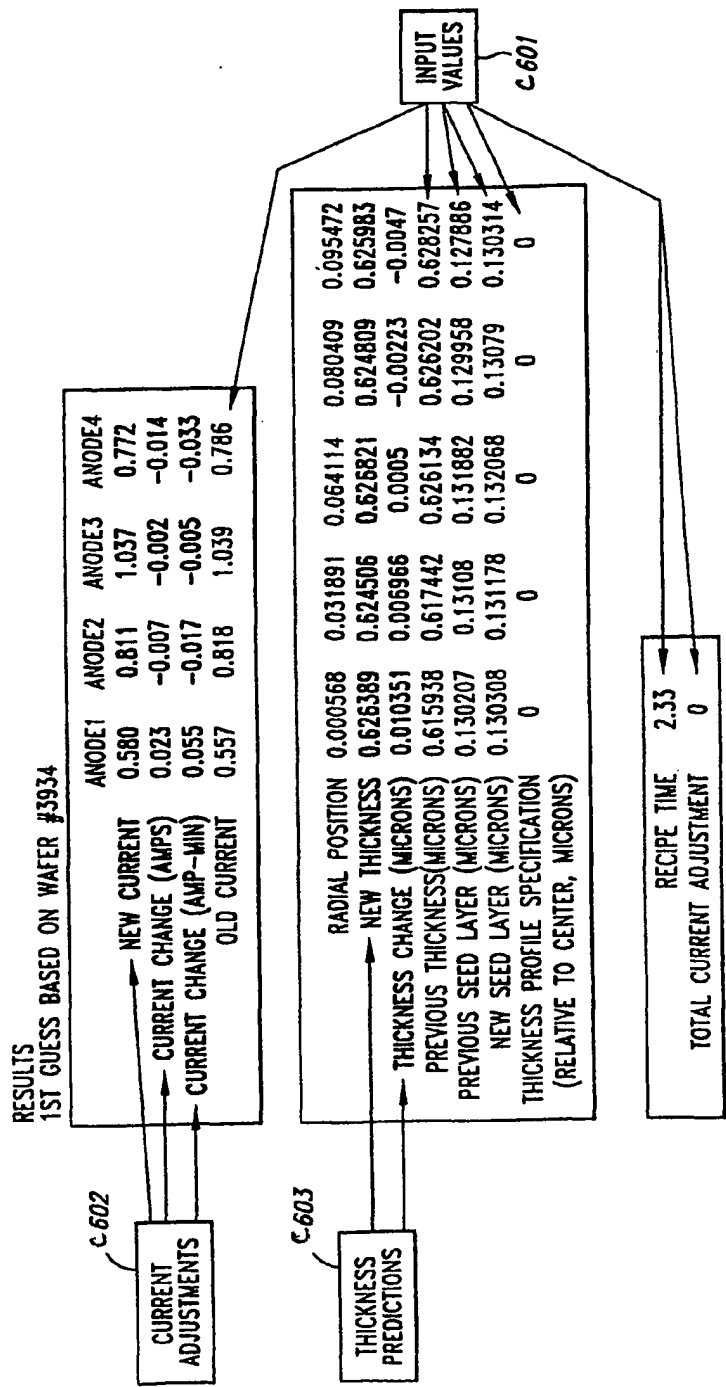 RESULTS
1ST GUESS BASED ON WAFER #3934
ANODE1 ANODE2 ANODE3 ANODE4
NEW CURRENT 0.580 0.811 1.037 0.772
CURRENT CHANGE (AMPS) 0.023 -0.007 -0.002 -0.014
CURRENT CHANGE (AMP-MIN) 0.055 -0.017 -0.005 -0.033
OLD CURRENT 0.557 0.818 1.039 0.786
C602
CURRENT
ADJUSTMENTS
RADIAL POSITION 0.000568 0.031891 0.064114 0.080409 0.095472
NEW THICKNESS 0.626389 0.624506 0.626821 0.624809 0.625983
THICKNESS CHANGE (MICRONS) 0.010351 0.006966 0.0005 -0.00223 -0.0047
PREVIOUS THICKNESS(MICRONS) 0.615938 0.617442 0.626134 0.626202 0.628257
PREVIOUS SEED LAYER (MICRONS) 0.130207 0.13108 0.131882 0.129958 0.127886
NEW SEED LAYER (MICRONS) 0.130308 0.131178 0.132068 0.13079 0.130314
THICKNESS PROFILE SPECIFICATION 0 0 0 0 0
(RELATIVE TO CENTER, MICRONS)
C603
THICKNESS
PREDICTIONS
INPUT
VALUES
C601
RECIPE TIME 2.33
TOTAL CURRENT ADJUSTMENT 0